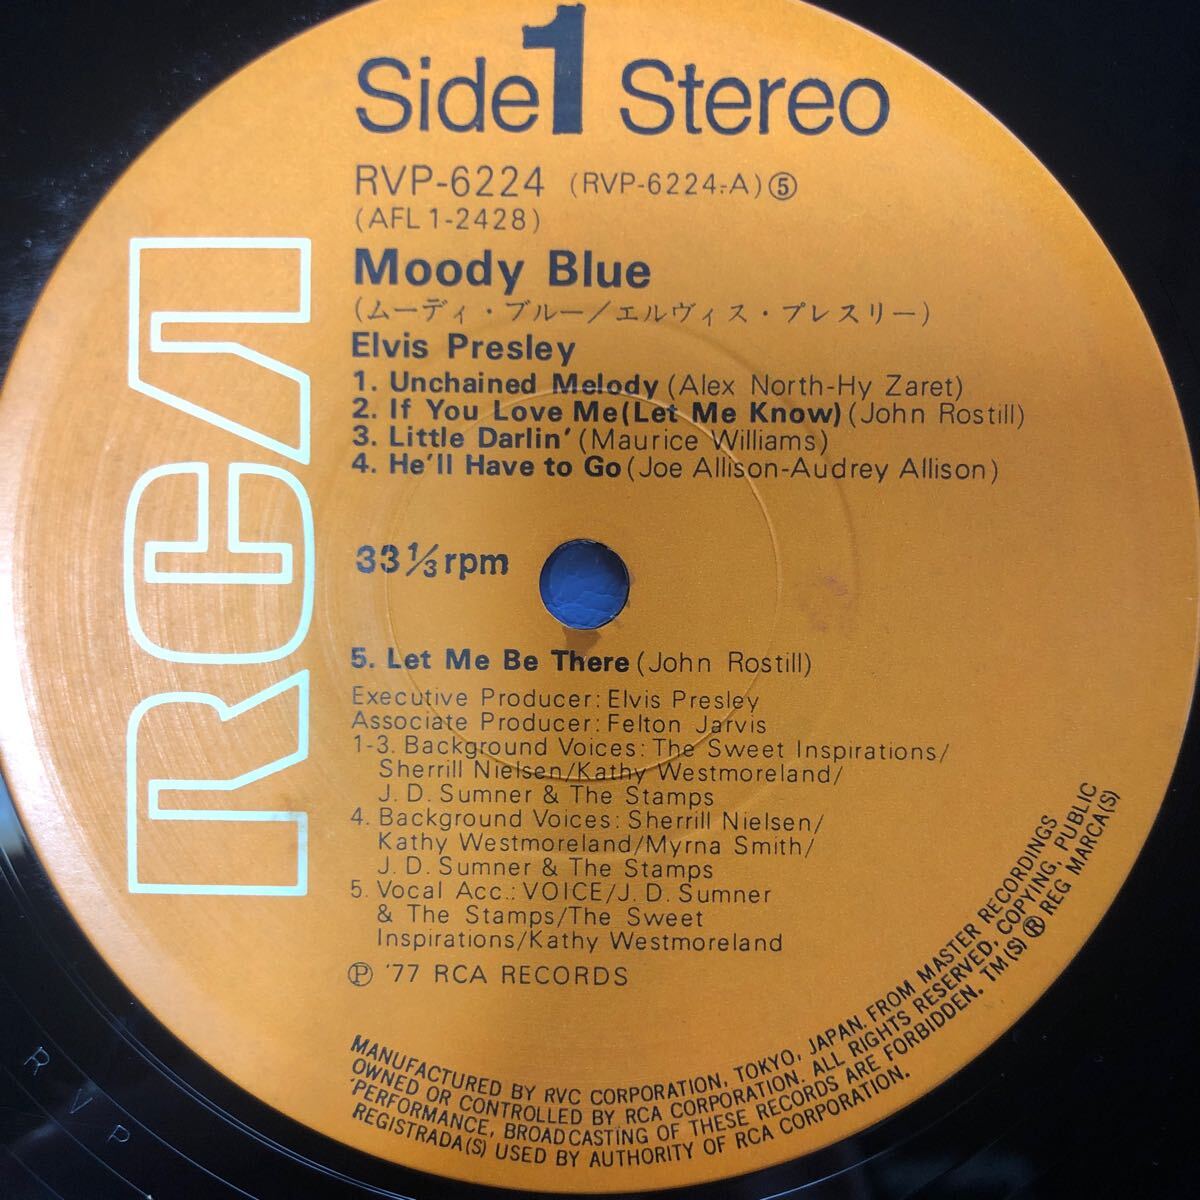 Side 1 Stereo
RVP-6224 (RVP-6224-A)⑤
(AFL1-2428)
Moody Blue
(ムーディ・ブルー/エルヴィス・プレスリー)
Elvis Presley
1. Unchained Melody (Alex North-Hy Zaret)
2. If You Love Me(Let Me Know) (John Rostill)
3. Little Darlin' (Maurice Williams)
4. He'll Have to Go (Joe Allison-Audrey Allison)
RCA
33 1/3 rpm
5. Let Me Be There (John Rostill)
Executive Producer: Elvis Presley
Associate Producer: Felton Jarvis
1-3. Background Voices: The Sweet Inspirations/
Sherrill Nielsen/Kathy Westmoreland/
J. D. Sumner & The Stamps
4. Background Voices: Sherrill Nielsen/
Kathy Westmoreland/Myrna Smith/
J. D. Sumner & The Stamps
5. Vocal Acc.: VOICE/J. D. Sumner
& The Stamps/The Sweet
Inspirations/Kathy Westmoreland
Ⓟ '77 RCA RECORDS
MANUFACTURED BY RVC CORPORATION, TOKYO, JAPAN. FROM MASTER RECORDINGS
OWNED OR CONTROLLED BY RCA CORPORATION. ALL RIGHTS RESERVED, COPYING, PUBLIC
'PERFORMANCE, BROADCASTING OF THESE RECORDS ARE FORBIDDEN. TM(S) ® REG MARCA(S)
REGISTRADA(S) USED BY AUTHORITY OF RCA CORPORATION.
RVP